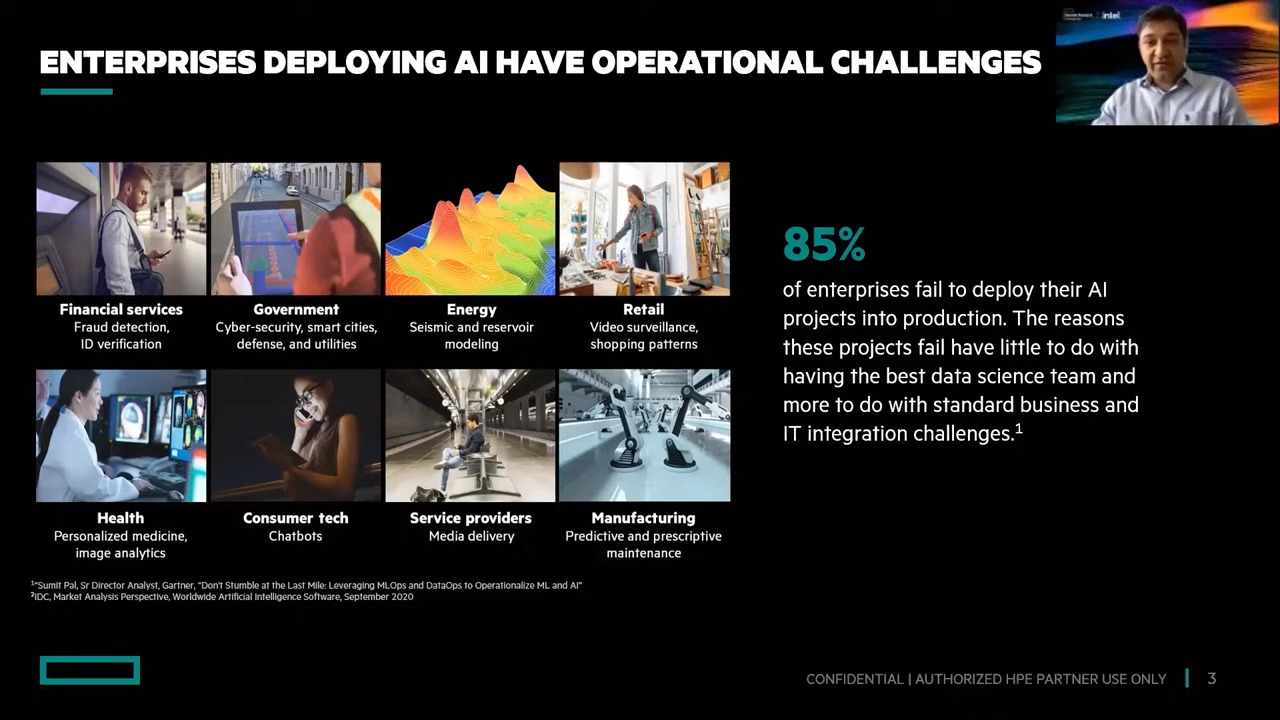 ENTERPRISES DEPLOYING AI HAVE OPERATIONAL CHALLENGES
intel
Financial services
Fraud detection,
ID verification
Government
Cyber-security, smart cities,
defense, and utilities
Energy
Seismic and reservoir
modeling
Retail
Video surveillance,
shopping patterns
Health
Personalized medicine,
image analytics
Consumer tech
Chatbots
Service providers
Media delivery
Manufacturing
Predictive and prescriptive
maintenance
85%
of enterprises fail to deploy their AI
projects into production. The reasons
these projects fail have little to do with
having the best data science team and
more to do with standard business and
IT integration challenges.¹
¹"Sumit Pal, Sr Director Analyst, Gartner, "Don't Stumble at the Last Mile: Leveraging MLOps and DataOps to Operationalize ML and AI"
²IDC, Market Analysis Perspective, Worldwide Artificial Intelligence Software, September 2020
CONFIDENTIAL | AUTHORIZED HPE PARTNER USE ONLY
3